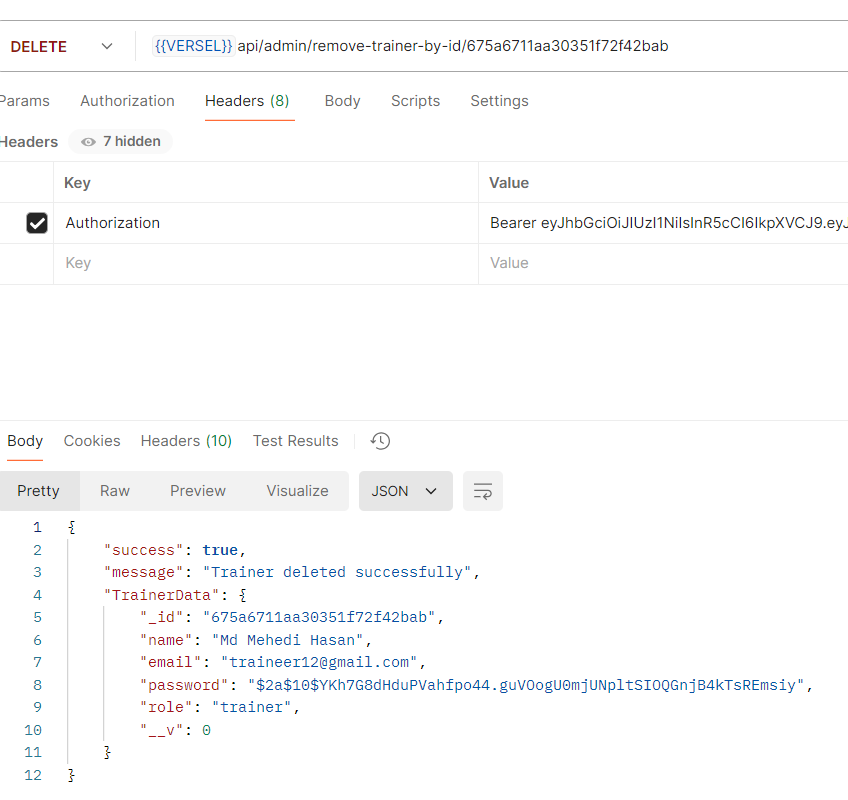 DELETE {{VERSEL}} api/admin/remove-trainer-by-id/675a6711aa30351f72f42bab
Params Authorization Headers (8) Body Scripts Settings
Headers 7 hidden
Key Value
Authorization Bearer eyJhbGciOiJIUzI1NiIsInR5cCI6IkpXVCJ9.eyJ
Key Value
Body Cookies Headers (10) Test Results
Pretty Raw Preview Visualize JSON
1 {
2 "success": true,
3 "message": "Trainer deleted successfully",
4 "TrainerData": {
5 "_id": "675a6711aa30351f72f42bab",
6 "name": "Md Mehedi Hasan",
7 "email": "traineer12@gmail.com",
8 "password": "$2a$10$YKh7G8dHduPVahfpo44.guVOogU0mjUNpltSIOQGnjB4kTsREmsiy",
9 "role": "trainer",
10 "__v": 0
11 }
12 }